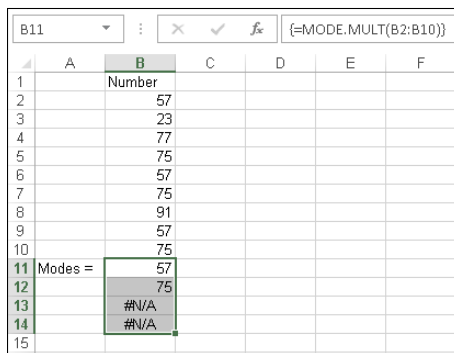 B11 fx {=MODE.MULT(B2:B10)}
A B C D E F
1 Number
2 57
3 23
4 77
5 75
6 57
7 75
8 91
9 57
10 75
11 Modes = 57
12 75
13 #N/A
14 #N/A
15